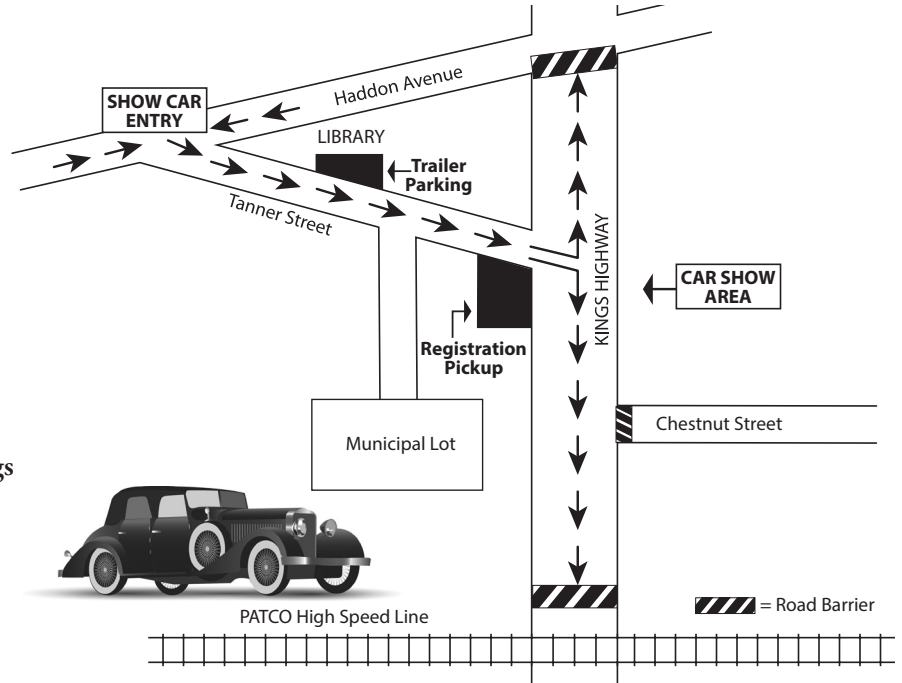 Haddon Avenue
SHOW CAR
ENTRY
LIBRARY
Trailer
Parking
Tanner Street
KINGS HIGHWAY
CAR SHOW
AREA
Registration
Pickup
Chestnut Street
Municipal Lot
PATCO High Speed Line
= Road Barrier